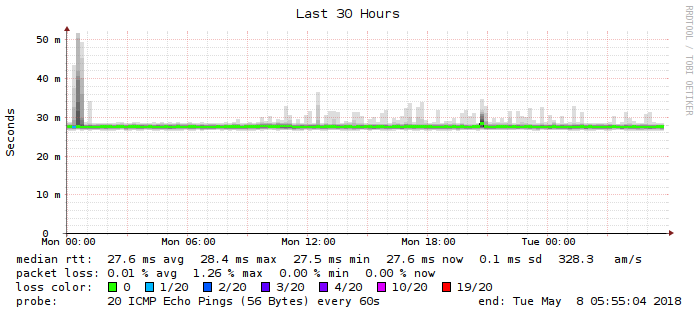 Last 30 Hours
RRDTOOL / TOBI OETIKER
Seconds
50 m
40 m
30 m
20 m
10 m
0
Mon 00:00 Mon 06:00 Mon 12:00 Mon 18:00 Tue 00:00
median rtt: 27.6 ms avg 28.4 ms max 27.5 ms min 27.6 ms now 0.1 ms sd 328.3 am/s
packet loss: 0.01 % avg 1.26 % max 0.00 % min 0.00 % now
loss color: 0 1/20 2/20 3/20 4/20 10/20 19/20
probe: 20 ICMP Echo Pings (56 Bytes) every 60s end: Tue May 8 05:55:04 2018